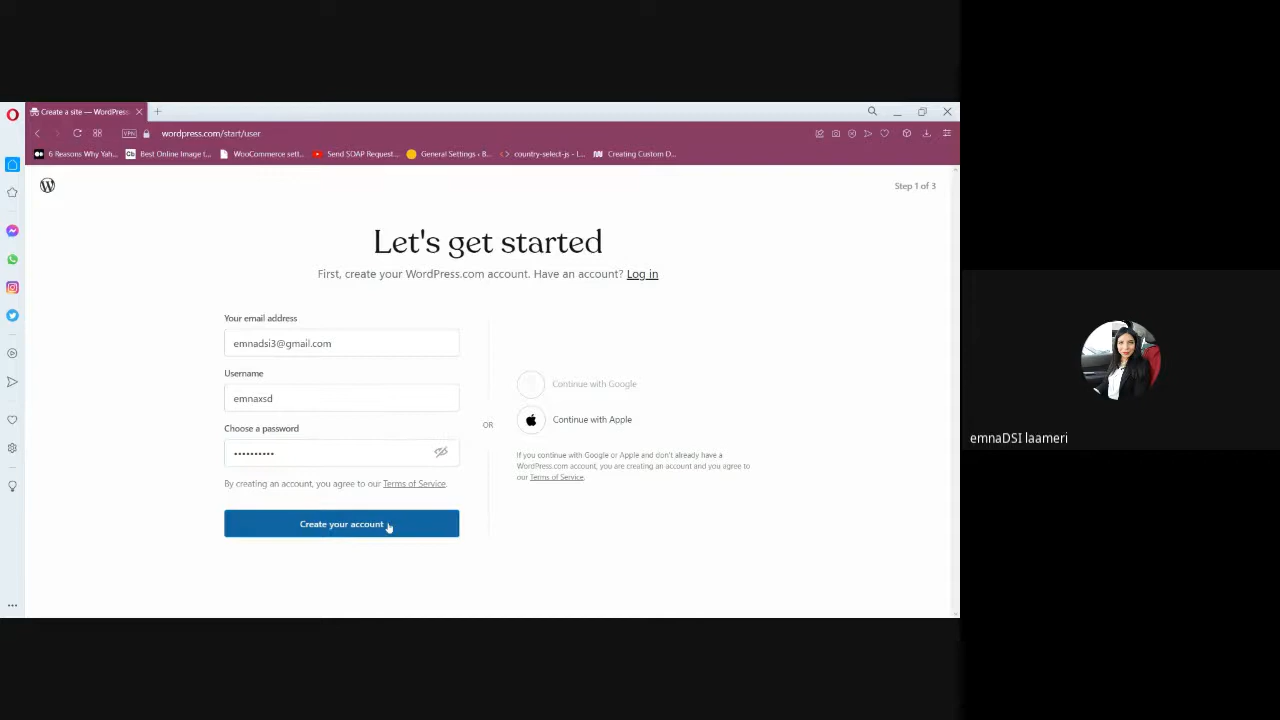 Create a site — WordPress
wordpress.com/start/user
VPN
6 Reasons Why Yah...
Best Online Image t...
WooCommerce sett...
Send SOAP Request...
General Settings ‹ B...
country-select-js - L...
Creating Custom D...
Step 1 of 3
Let's get started
First, create your WordPress.com account. Have an account? Log in
Your email address
emnadsi3@gmail.com
Username
emnaxsd
Choose a password
By creating an account, you agree to our Terms of Service.
Create your account
OR
Continue with Google
Continue with Apple
If you continue with Google or Apple and don't already have a
WordPress.com account, you are creating an account and you agree to
our Terms of Service.
emnaDSI laameri